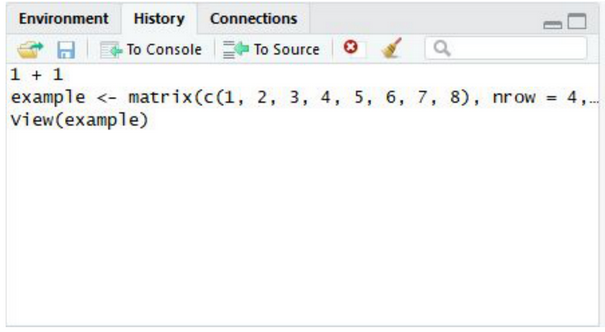 Environment History Connections
To Console To Source
1 + 1
example <- matrix(c(1, 2, 3, 4, 5, 6, 7, 8), nrow = 4,…
View(example)